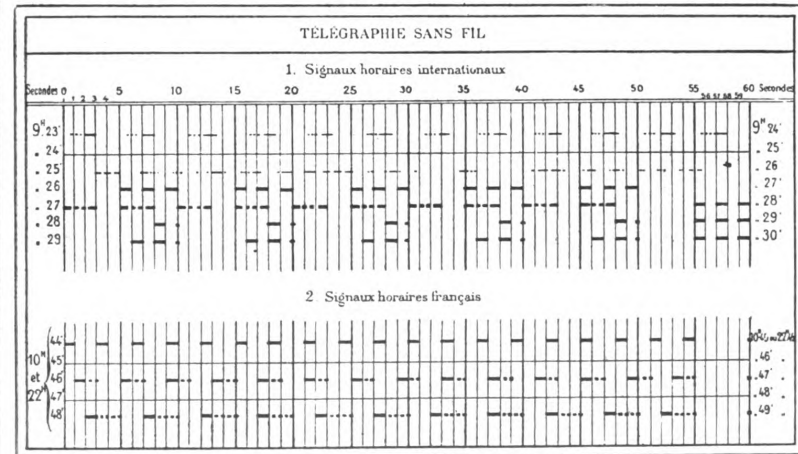 TÉLÉGRAPHIE SANS FIL
1. Signaux horaires internationaux
Secondes 0 5 10 15 20 25 30 35 40 45 50 55 60 Secondes
1 2 3 4 56 57 58 59
9H 23' 9H 24'
" 24' . 25'
" 25' . 26
" 26 . 27'
" 27 . 28'
" 28 . 29'
" 29 . 30'
2. Signaux horaires français
44'
10H 45' . 46'
et 46' . 47'
22H 47' . 48'
48' . 49'